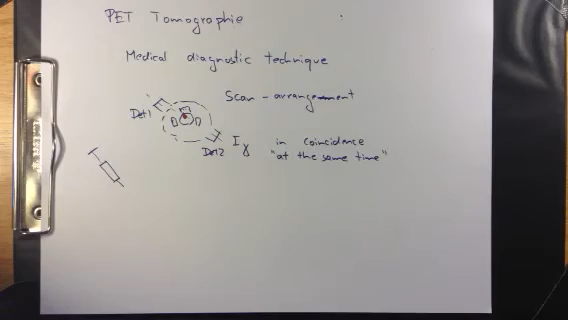 PET Tomographie
Medical diagnostic technique
Scan-arrangement
Det1
Det2
Iγ in coincidence
"at the same time"